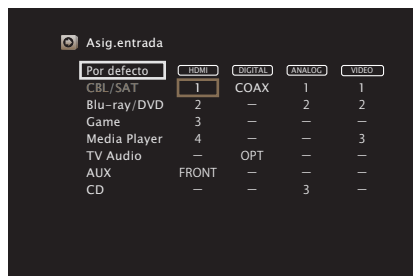 Asig.entrada
Por defecto HDMI DIGITAL ANALOG VIDEO
CBL/SAT 1 COAX 1 1
Blu-ray/DVD 2 — 2 2
Game 3 — — —
Media Player 4 — — 3
TV Audio — OPT — —
AUX FRONT — — —
CD — — 3 —